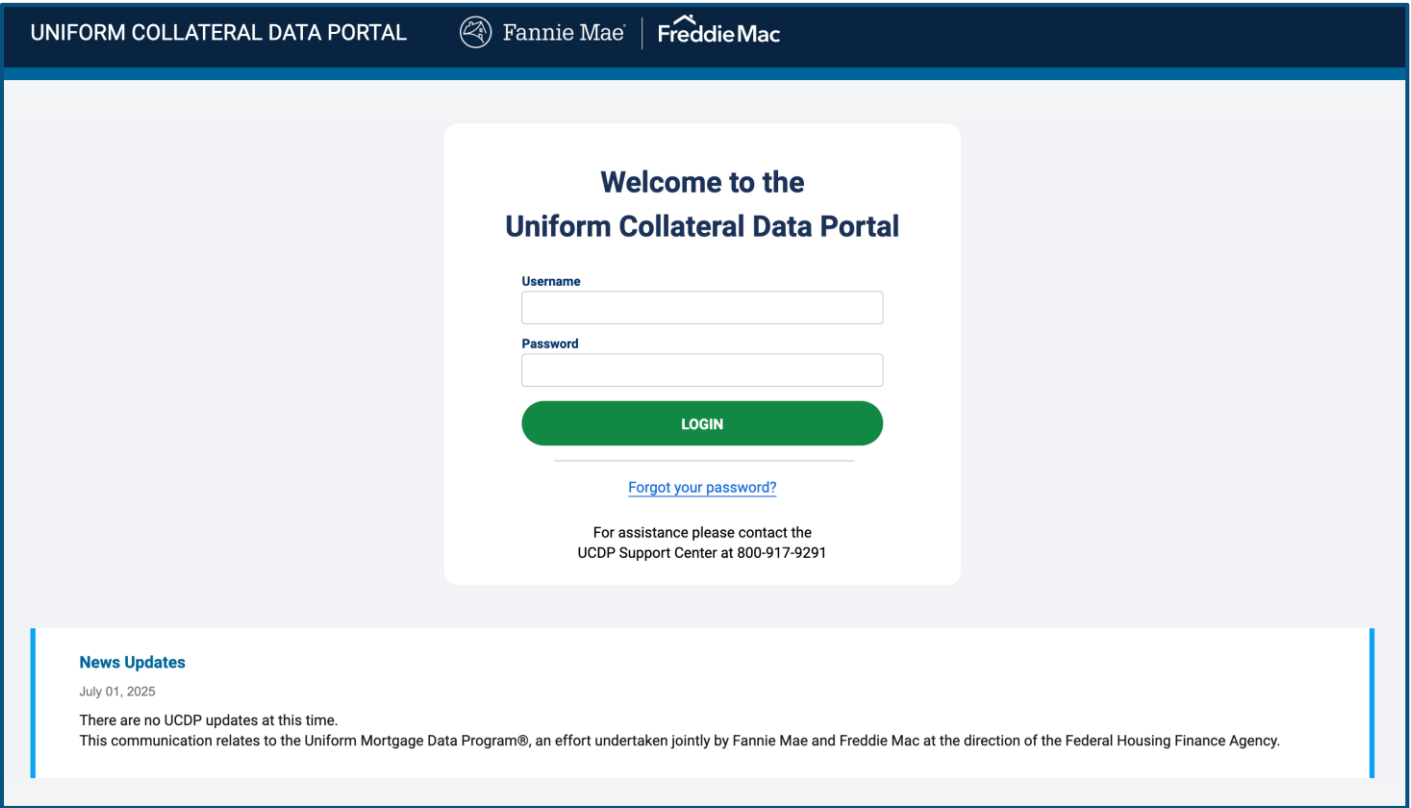 UNIFORM COLLATERAL DATA PORTAL Fannie Mae® Freddie Mac
Welcome to the
Uniform Collateral Data Portal
Username
Password
LOGIN
Forgot your password?
For assistance please contact the
UCDP Support Center at 800-917-9291
News Updates
July 01, 2025
There are no UCDP updates at this time.
This communication relates to the Uniform Mortgage Data Program®, an effort undertaken jointly by Fannie Mae and Freddie Mac at the direction of the Federal Housing Finance Agency.